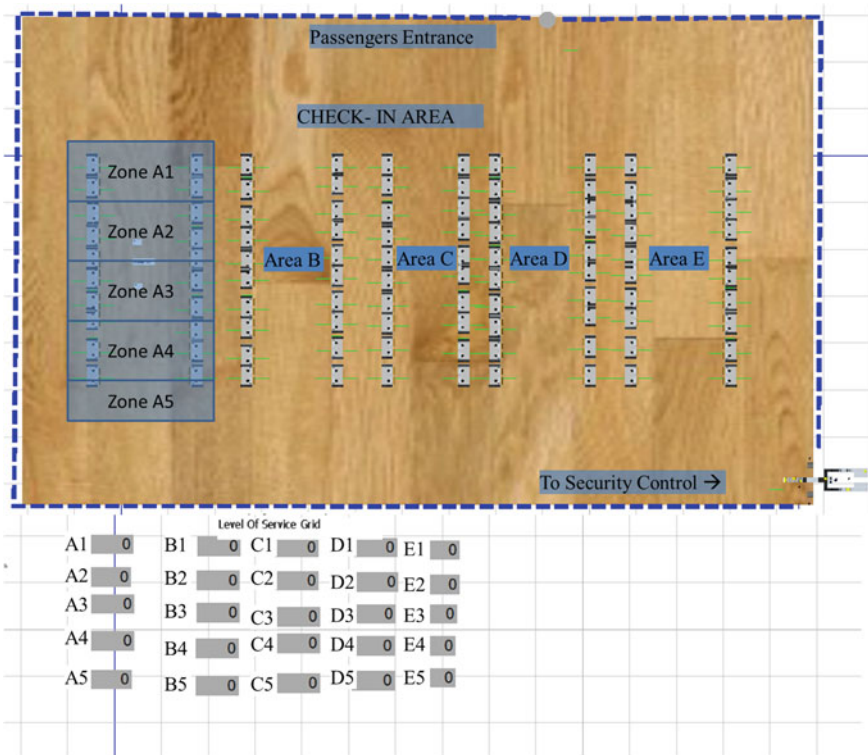 Passengers Entrance
CHECK- IN AREA
Zone A1
Zone A2
Area B Area C Area D Area E
Zone A3
Zone A4
Zone A5
To Security Control →
Level Of Service Grid
A1 0 B1 0 C1 0 D1 0 E1 0
A2 0 B2 0 C2 0 D2 0 E2 0
A3 0 B3 0 C3 0 D3 0 E3 0
A4 0 B4 0 C4 0 D4 0 E4 0
A5 0 B5 0 C5 0 D5 0 E5 0